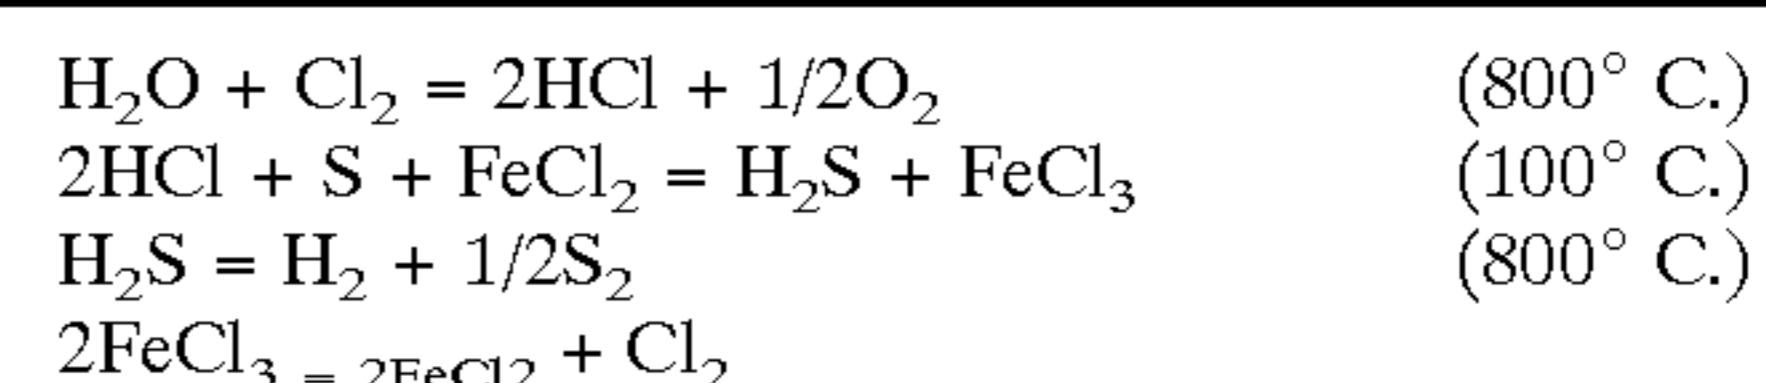 H₂O + Cl₂ = 2HCl + 1/2O₂ (800° C.)
2HCl + S + FeCl₂ = H₂S + FeCl₃ (100° C.)
H₂S = H₂ + 1/2S₂ (800° C.)
2FeCl₃ = 2FeCl2 + Cl₂